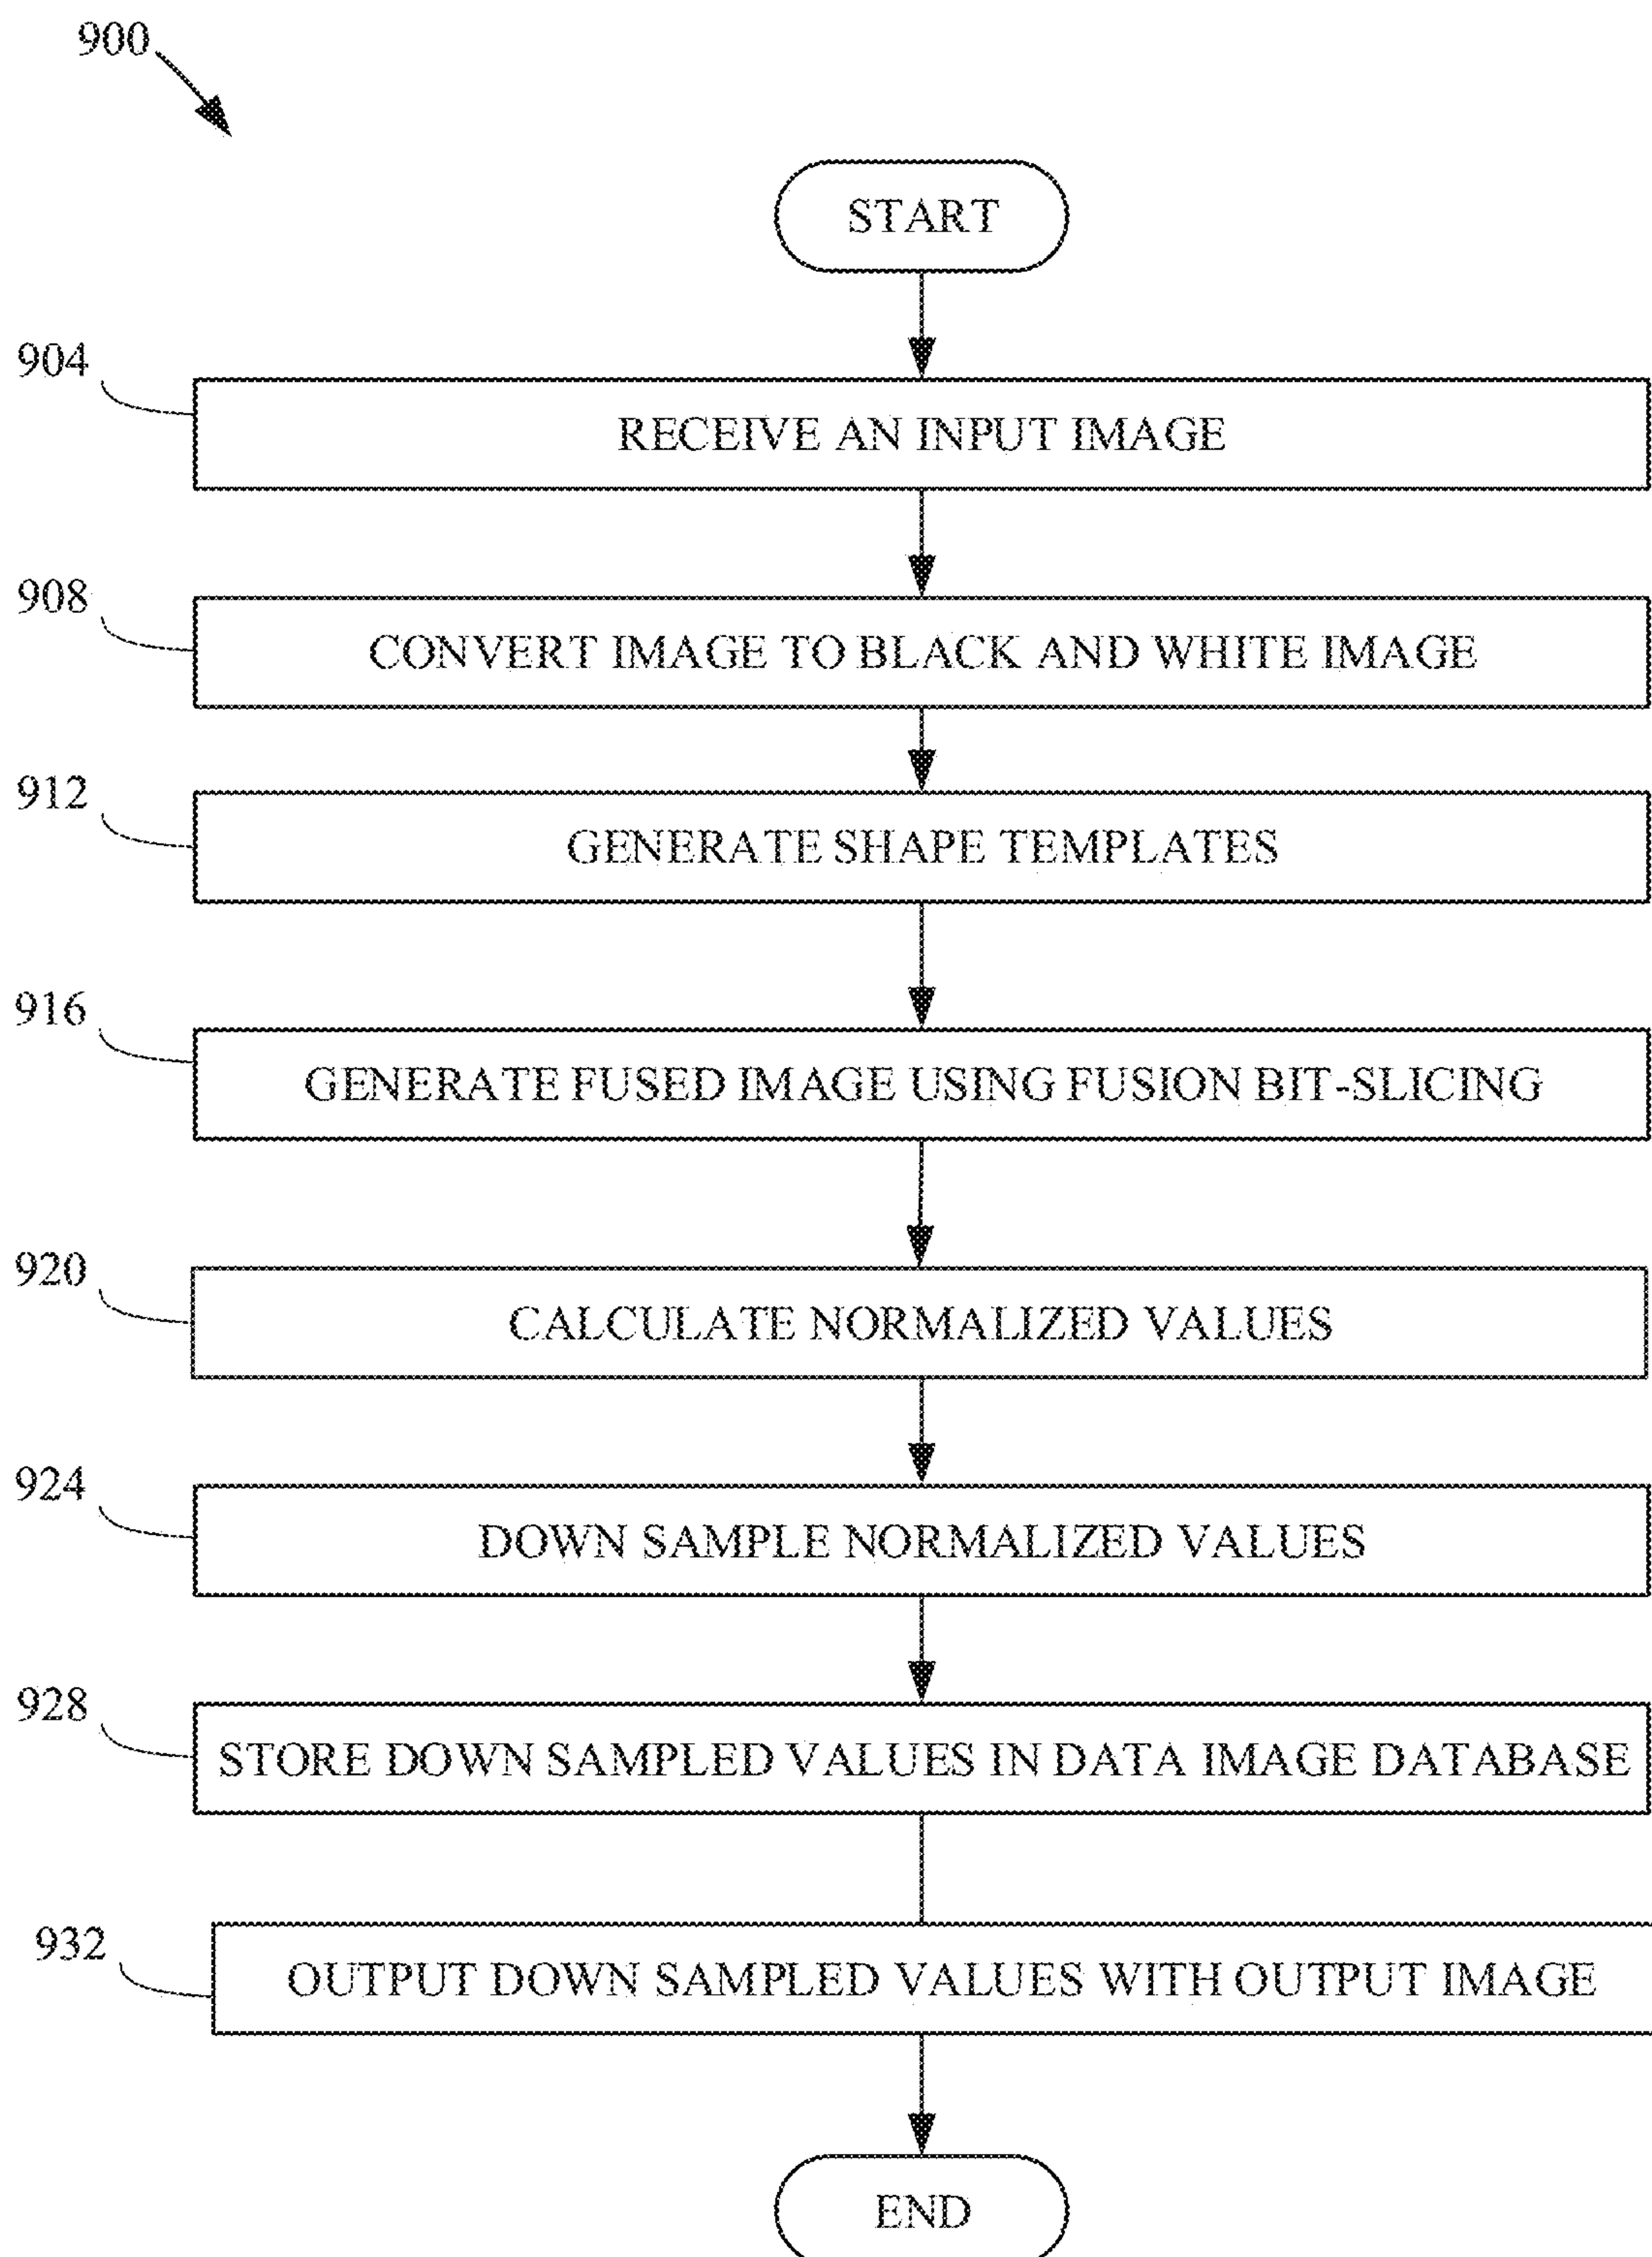 900
START
904
RECEIVE AN INPUT IMAGE
908
CONVERT IMAGE TO BLACK AND WHITE IMAGE
912
GENERATE SHAPE TEMPLATES
916
GENERATE FUSED IMAGE USING FUSION BIT-SLICING
920
CALCULATE NORMALIZED VALUES
924
DOWN SAMPLE NORMALIZED VALUES
928
STORE DOWN SAMPLED VALUES IN DATA IMAGE DATABASE
932
OUTPUT DOWN SAMPLED VALUES WITH OUTPUT IMAGE
END